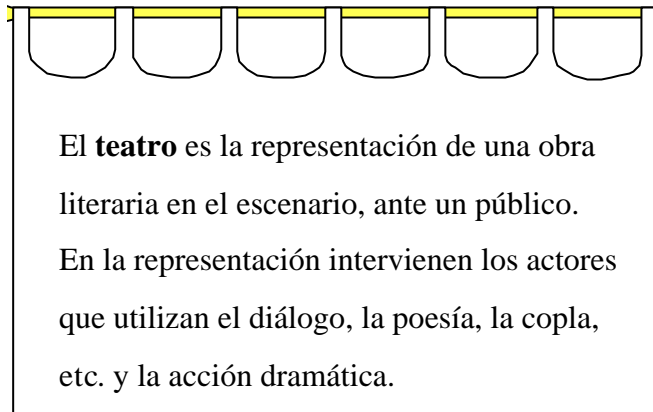 El teatro es la representación de una obra
literaria en el escenario, ante un público.
En la representación intervienen los actores
que utilizan el diálogo, la poesía, la copla,
etc. y la acción dramática.